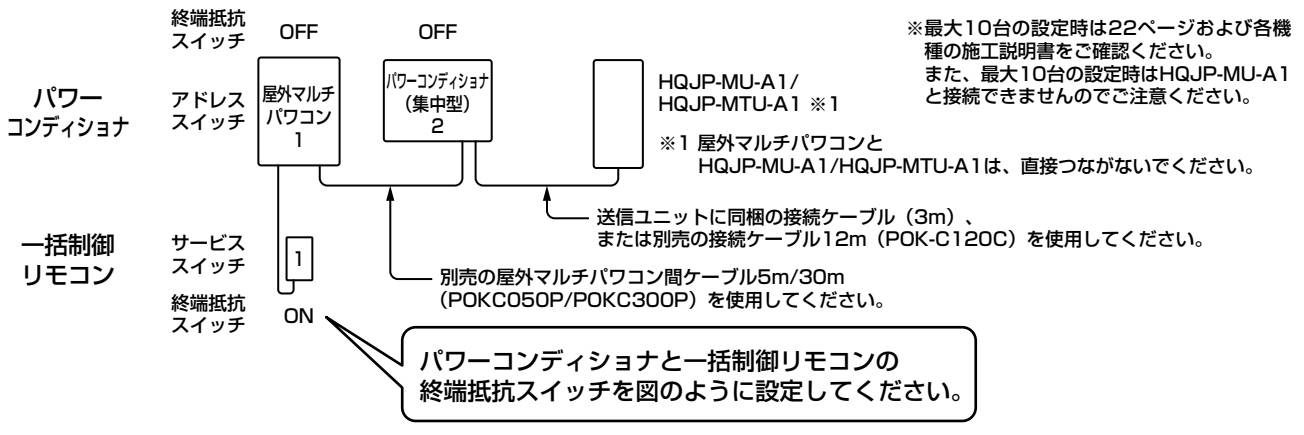 終端抵抗
スイッチ
OFF
OFF
※最大10台の設定時は22ページおよび各機
種の施工説明書をご確認ください。
また、最大10台の設定時はHQJP-MU-A1
と接続できませんのでご注意ください。
パワー
コンディショナ
アドレス
スイッチ
屋外マルチ
パワコン
1
パワーコンディショナ
(集中型)
2
HQJP-MU-A1/
HQJP-MTU-A1 ※1
※1 屋外マルチパワコンと
HQJP-MU-A1/HQJP-MTU-A1は、直接つながないでください。
送信ユニットに同梱の接続ケーブル（3m）、
または別売の接続ケーブル12m（POK-C120C）を使用してください。
一括制御
リモコン
サービス
スイッチ
1
別売の屋外マルチパワコン間ケーブル5m/30m
（POKC050P/POKC300P）を使用してください。
終端抵抗
スイッチ
ON
パワーコンディショナと一括制御リモコンの
終端抵抗スイッチを図のように設定してください。